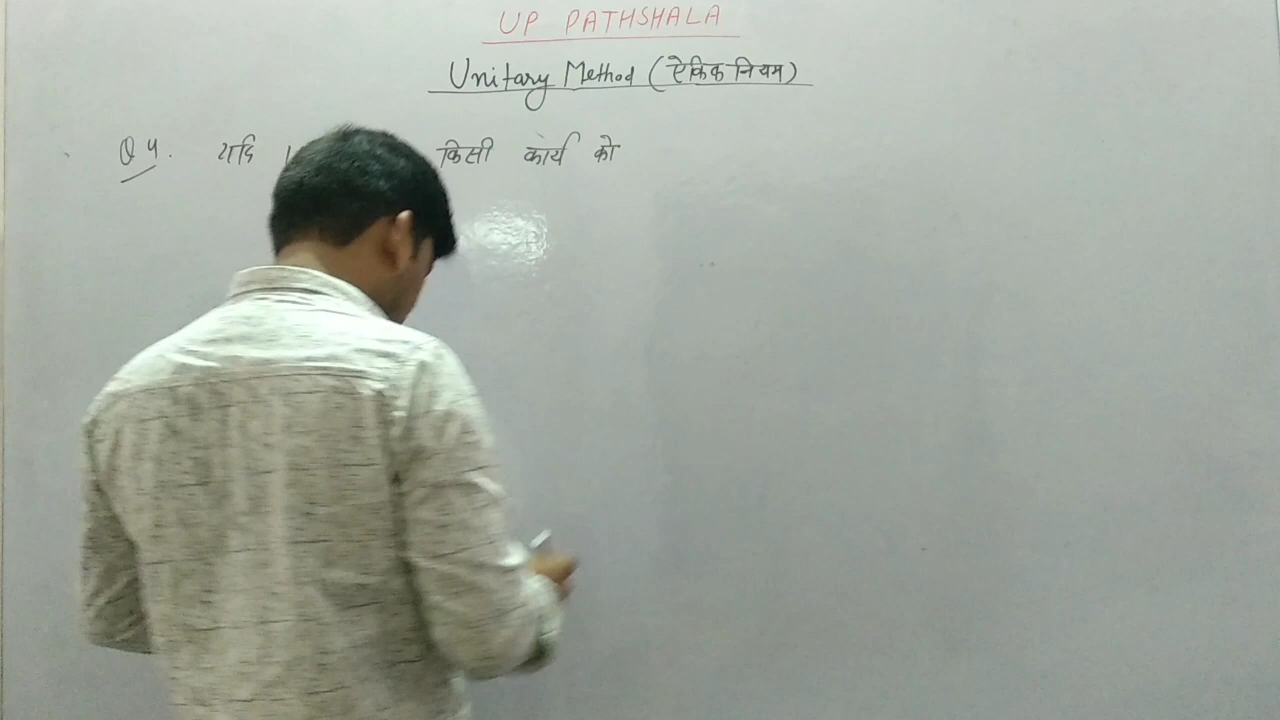 UP PATHSHALA
Unitary Method (ऐकिक नियम)
Q 4. यदि किसी कार्य को